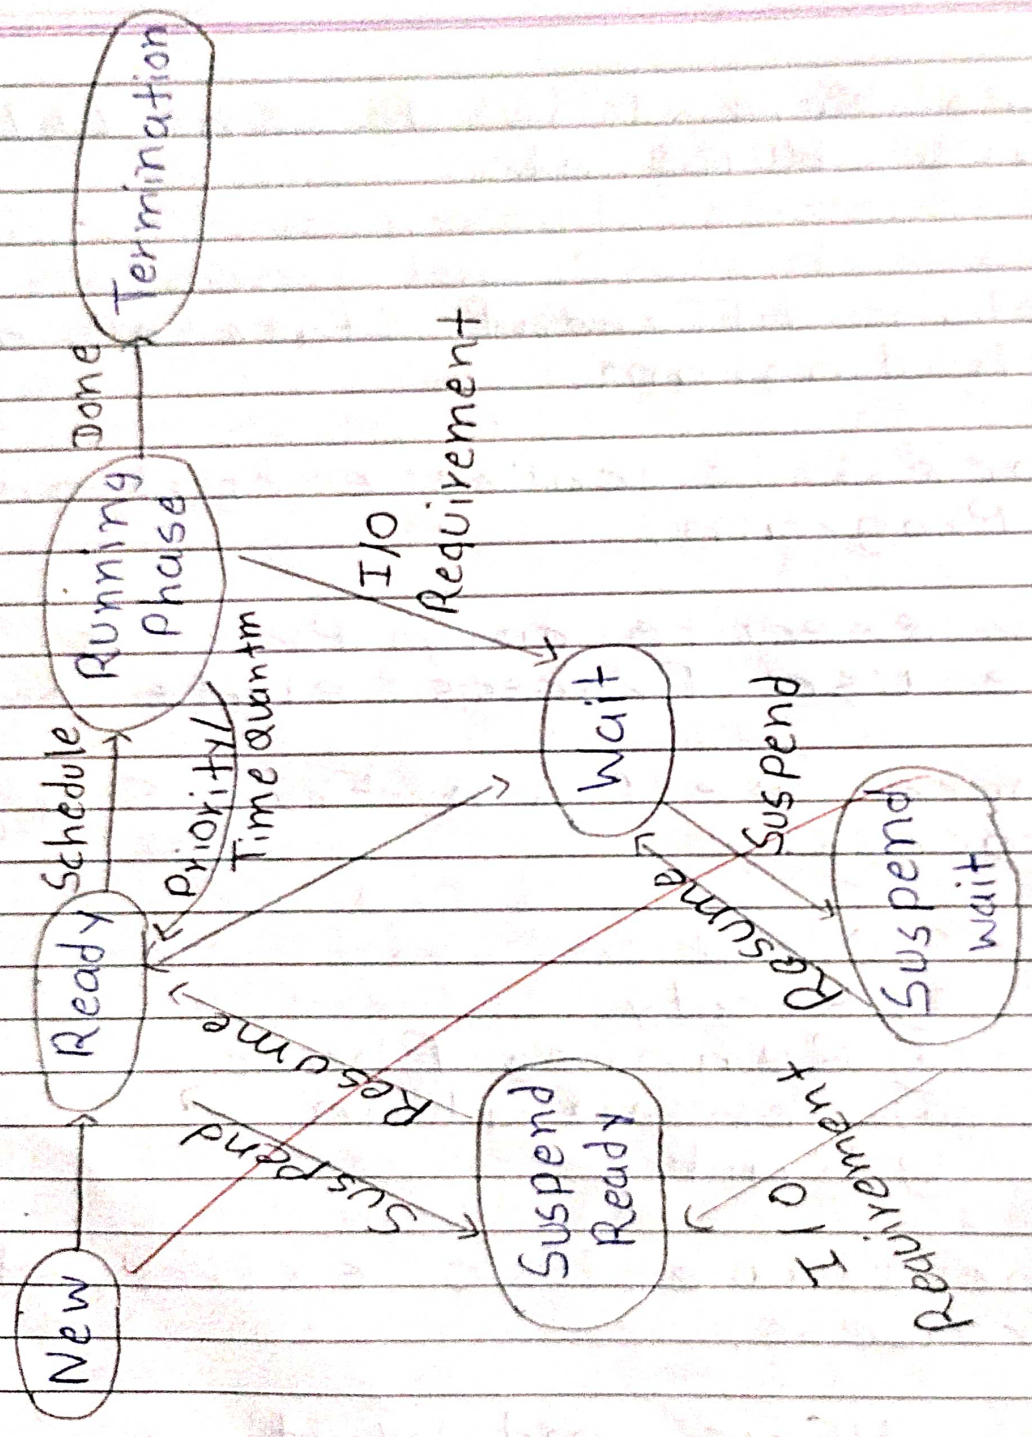 New
Ready
Schedule
Running
Phase
Done
Termination
Priority/
Time Quantm
I/O
Requirement
Suspend
Resume
Wait
Suspend
Ready
Resume
Suspend
Suspend
wait
I/O
Requirement